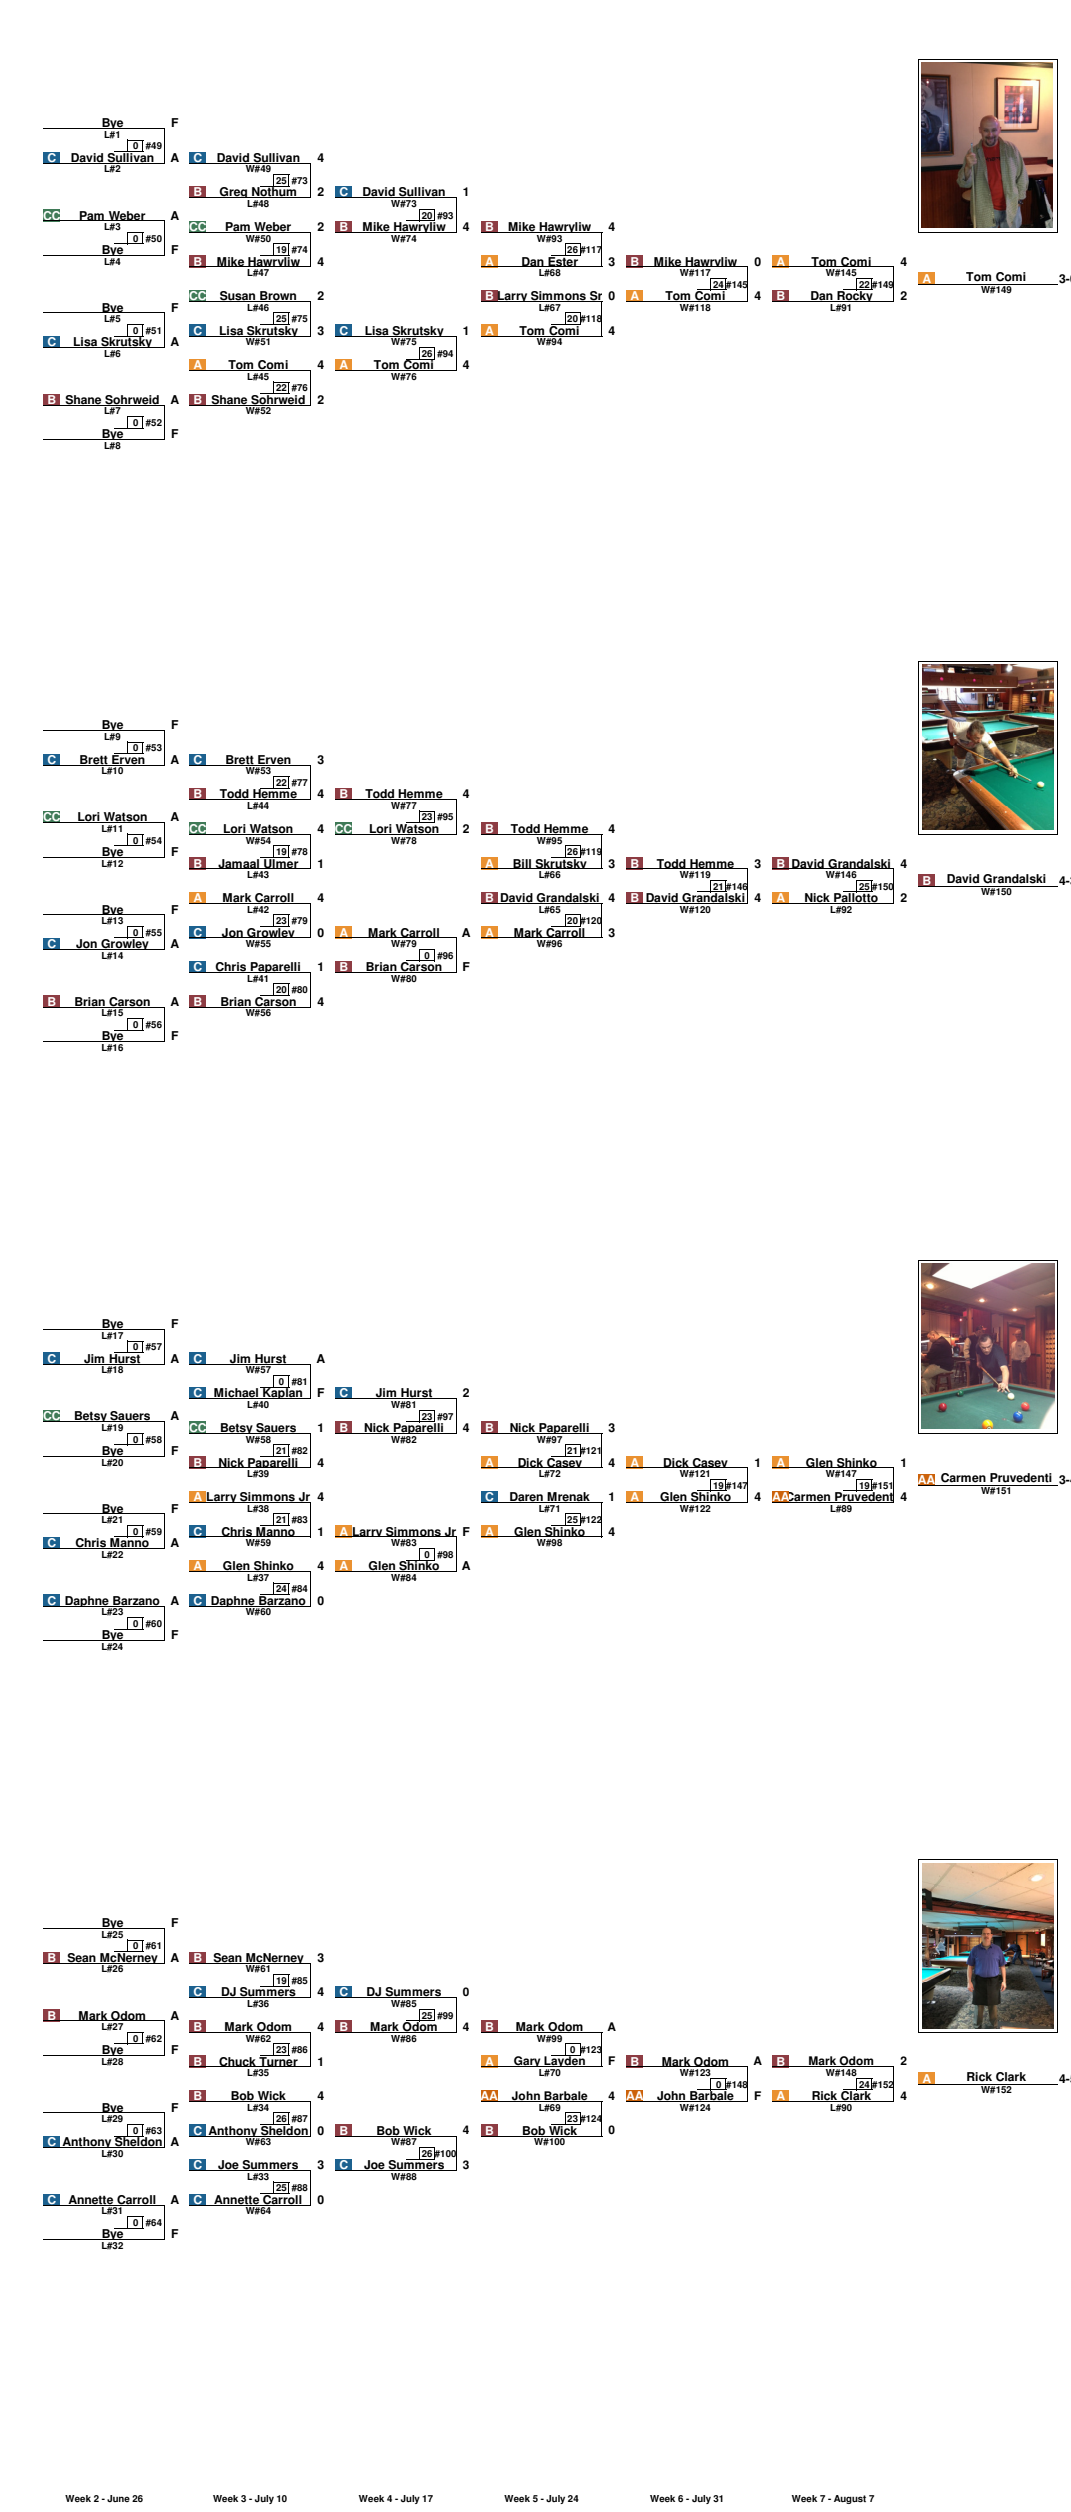 Bye F
L#1
0 #49
C David Sullivan A
L#2
CC Pam Weber A
L#3
0 #50
Bye F
L#4
Bye F
L#5
0 #51
C Lisa Skrutsky A
L#6
B Shane Sohrweid A
L#7
0 #52
Bye F
L#8
C David Sullivan 4
W#49
25 #73
B Greg Nothum 2
L#48
CC Pam Weber 2
W#50
19 #74
B Mike Hawryliw 4
L#47
CC Susan Brown 2
L#46
25 #75
C Lisa Skrutsky 3
W#51
A Tom Comi 4
L#45
22 #76
B Shane Sohrweid 2
W#52
C David Sullivan 1
W#73
20 #93
B Mike Hawryliw 4
W#74
C Lisa Skrutsky 1
W#75
26 #94
A Tom Comi 4
W#76
B Mike Hawryliw 4
W#93
26 #117
A Dan Ester 3
L#68
B Larry Simmons Sr 0
L#67
20 #118
A Tom Comi 4
W#94
B Mike Hawryliw 0
W#117
24 #145
A Tom Comi 4
W#118
A Tom Comi 4
W#145
22 #149
B Dan Rocky 2
L#91
A Tom Comi 3-
W#149
Bye F
L#9
0 #53
C Brett Erven A
L#10
CC Lori Watson A
L#11
0 #54
Bye F
L#12
Bye F
L#13
0 #55
C Jon Growley A
L#14
B Brian Carson A
L#15
0 #56
Bye F
L#16
C Brett Erven 3
W#53
22 #77
B Todd Hemme 4
L#44
CC Lori Watson 4
W#54
19 #78
B Jamaal Ulmer 1
L#43
A Mark Carroll 4
L#42
23 #79
C Jon Growley 0
W#55
C Chris Paparelli 1
L#41
20 #80
B Brian Carson 4
W#56
B Todd Hemme 4
W#77
23 #95
CC Lori Watson 2
W#78
A Mark Carroll A
W#79
0 #96
B Brian Carson F
W#80
B Todd Hemme 4
W#95
26 #119
A Bill Skrutsky 3
L#66
B David Grandalski 4
L#65
20 #120
A Mark Carroll 3
W#96
B Todd Hemme 3
W#119
21 #146
B David Grandalski 4
W#120
B David Grandalski 4
W#146
25 #150
A Nick Pallotto 2
L#92
B David Grandalski 4-
W#150
Bye F
L#17
0 #57
C Jim Hurst A
L#18
CC Betsy Sauers A
L#19
0 #58
Bye F
L#20
Bye F
L#21
0 #59
C Chris Manno A
L#22
C Daphne Barzano A
L#23
0 #60
Bye F
L#24
C Jim Hurst A
W#57
0 #81
C Michael Kaplan F
L#40
CC Betsy Sauers 1
W#58
21 #82
B Nick Paparelli 4
L#39
A Larry Simmons Jr 4
L#38
21 #83
C Chris Manno 1
W#59
A Glen Shinko 4
L#37
24 #84
C Daphne Barzano 0
W#60
C Jim Hurst 2
W#81
23 #97
B Nick Paparelli 4
W#82
A Larry Simmons Jr F
W#83
0 #98
A Glen Shinko A
W#84
B Nick Paparelli 3
W#97
21 #121
A Dick Casey 4
L#72
C Daren Mrenak 1
L#71
25 #122
A Glen Shinko 4
W#98
A Dick Casey 1
W#121
19 #147
A Glen Shinko 4
W#122
A Glen Shinko 1
W#147
19 #151
AA Carmen Pruvedenti 4
L#89
AA Carmen Pruvedenti 3-
W#151
Bye F
L#25
0 #61
B Sean McNerney A
L#26
B Mark Odom A
L#27
0 #62
Bye F
L#28
Bye F
L#29
0 #63
C Anthony Sheldon A
L#30
C Annette Carroll A
L#31
0 #64
Bye F
L#32
B Sean McNerney 3
W#61
19 #85
C DJ Summers 4
L#36
B Mark Odom 4
W#62
23 #86
B Chuck Turner 1
L#35
B Bob Wick 4
L#34
26 #87
C Anthony Sheldon 0
W#63
C Joe Summers 3
L#33
25 #88
C Annette Carroll 0
W#64
C DJ Summers 0
W#85
25 #99
B Mark Odom 4
W#86
B Bob Wick 4
W#87
26 #100
C Joe Summers 3
W#88
B Mark Odom A
W#99
0 #123
A Gary Layden F
L#70
AA John Barbale 4
L#69
23 #124
B Bob Wick 0
W#100
B Mark Odom A
W#123
0 #148
AA John Barbale F
W#124
B Mark Odom 2
W#148
24 #152
A Rick Clark 4
L#90
A Rick Clark 4-
W#152
Week 2 - June 26
Week 3 - July 10
Week 4 - July 17
Week 5 - July 24
Week 6 - July 31
Week 7 - August 7